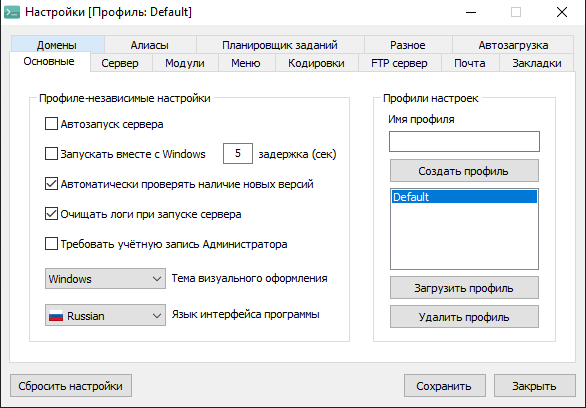 Настройки [Профиль: Default]
Домены Алиасы Планировщик заданий Разное Автозагрузка
Основные Сервер Модули Меню Кодировки FTP сервер Почта Закладки
Профиле-независимые настройки
Автозапуск сервера
Запускать вместе с Windows 5 задержка (сек)
Автоматически проверять наличие новых версий
Очищать логи при запуске сервера
Требовать учётную запись Администратора
Windows Тема визуального оформления
Russian Язык интерфейса программы
Профили настроек
Имя профиля
Создать профиль
Default
Загрузить профиль
Удалить профиль
Сбросить настройки Сохранить Закрыть